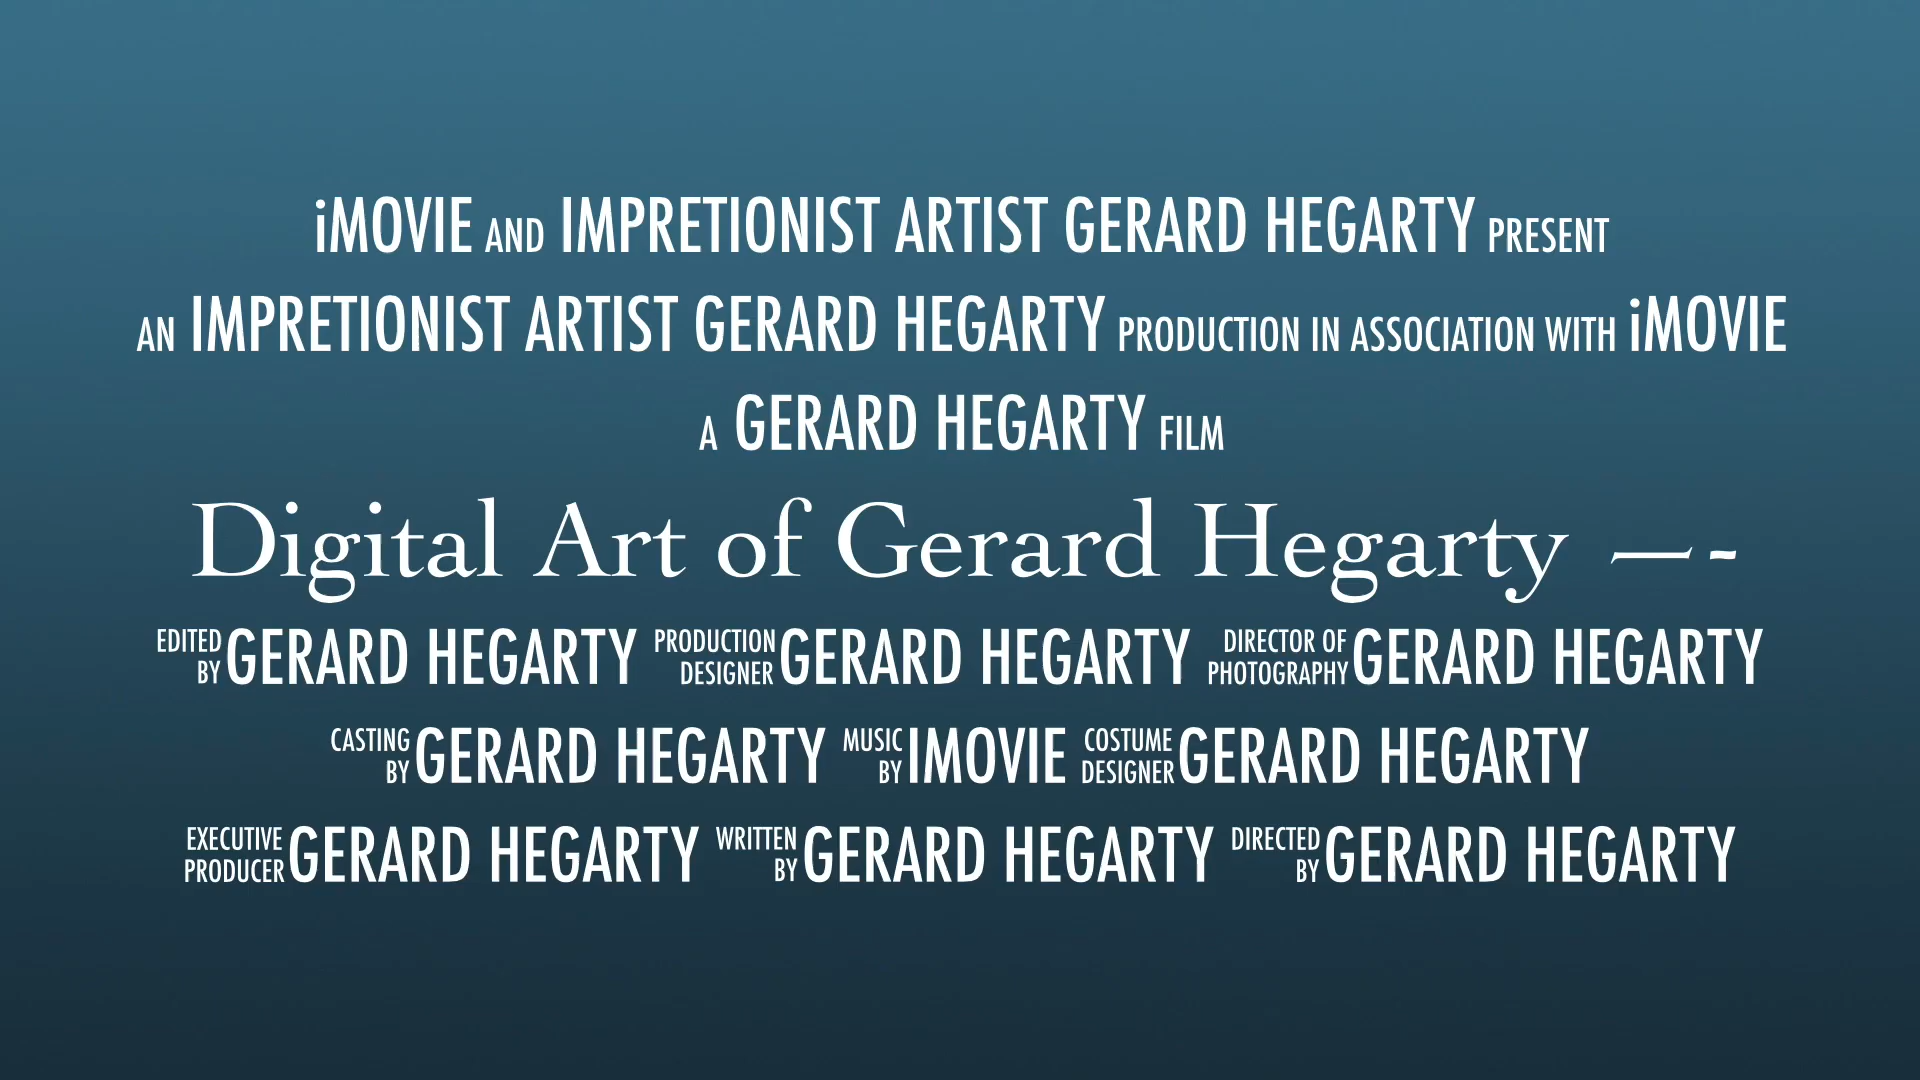 iMOVIE AND IMPRETIONIST ARTIST GERARD HEGARTY PRESENT
AN IMPRETIONIST ARTIST GERARD HEGARTY PRODUCTION IN ASSOCIATION WITH iMOVIE
A GERARD HEGARTY FILM
Digital Art of Gerard Hegarty — -
EDITED BY GERARD HEGARTY PRODUCTION DESIGNER GERARD HEGARTY DIRECTOR OF PHOTOGRAPHY GERARD HEGARTY
CASTING BY GERARD HEGARTY MUSIC BY IMOVIE COSTUME DESIGNER GERARD HEGARTY
EXECUTIVE PRODUCER GERARD HEGARTY WRITTEN BY GERARD HEGARTY DIRECTED BY GERARD HEGARTY